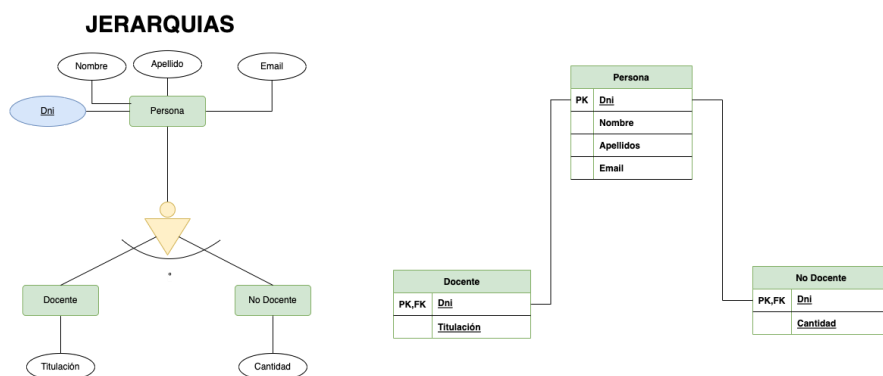 JERARQUIAS
Nombre
Apellido
Email
Dni
Persona
Docente
No Docente
Titulación
Cantidad
Persona
PK Dni
Nombre
Apellidos
Email
Docente
PK,FK Dni
Titulación
No Docente
PK,FK Dni
Cantidad